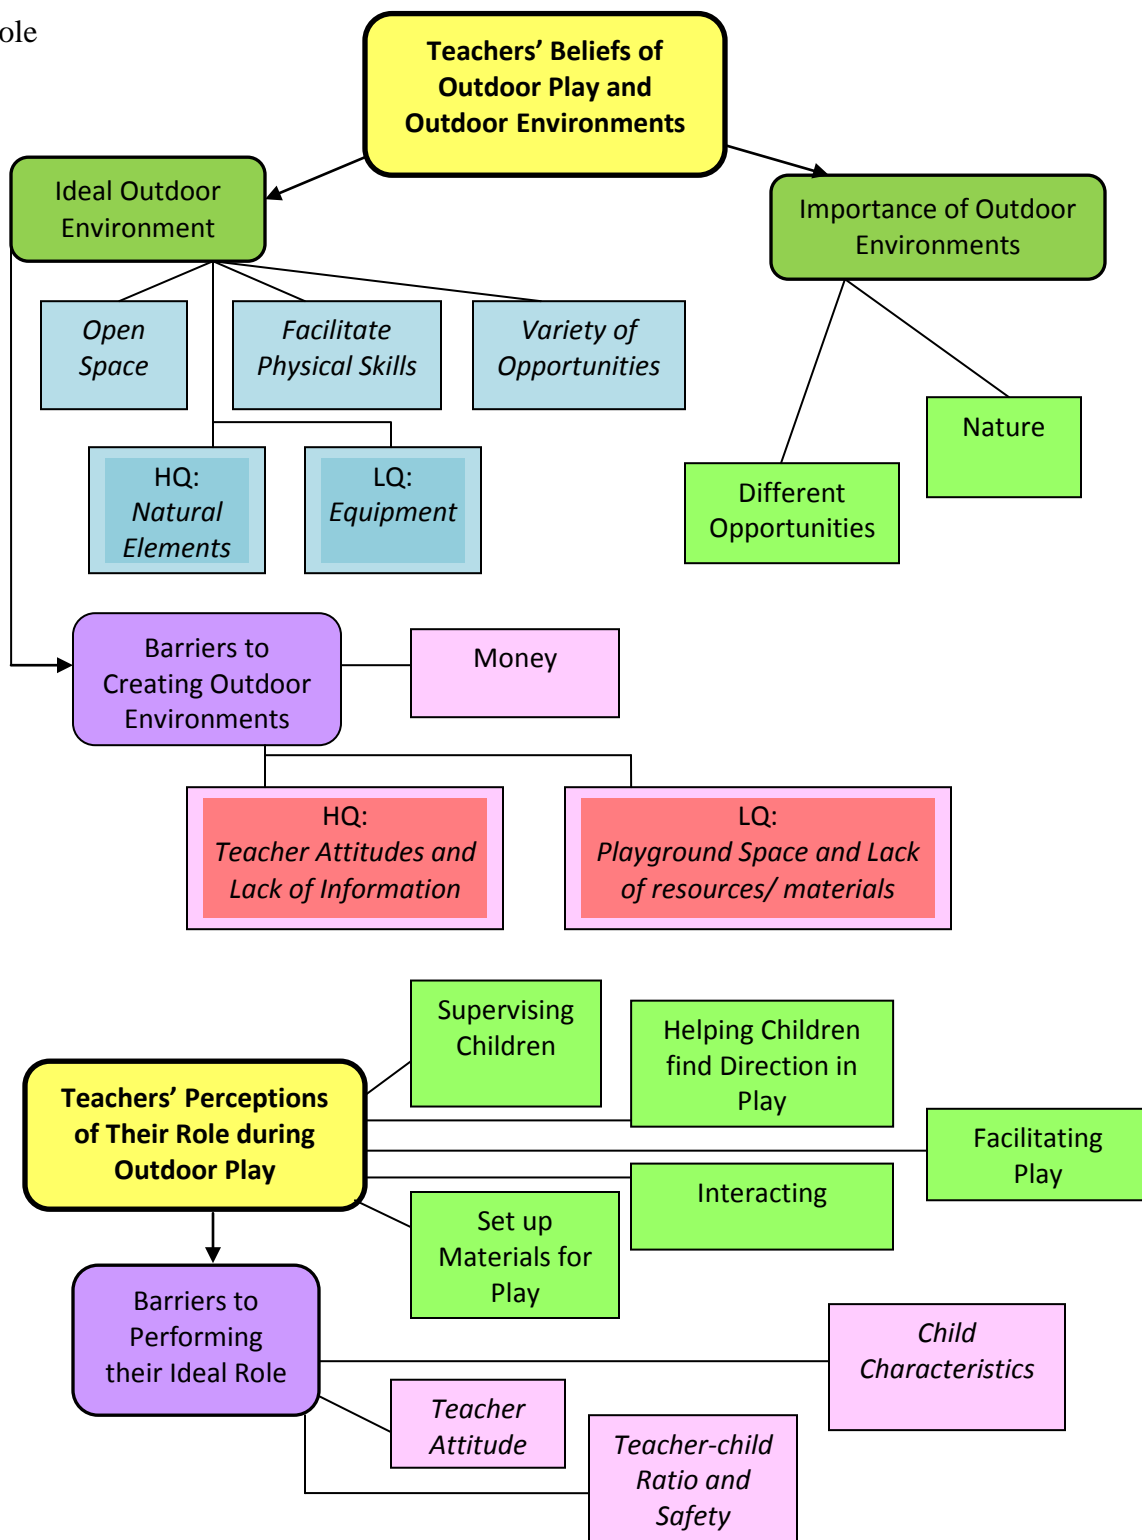 ole
Teachers’ Beliefs of
Outdoor Play and
Outdoor Environments
Ideal Outdoor
Environment
Importance of Outdoor
Environments
Open
Space
Facilitate
Physical Skills
Variety of
Opportunities
Nature
Different
Opportunities
HQ:
Natural
Elements
LQ:
Equipment
Barriers to
Creating Outdoor
Environments
Money
HQ:
Teacher Attitudes and
Lack of Information
LQ:
Playground Space and Lack
of resources/ materials
Supervising
Children
Helping Children
find Direction in
Play
Teachers’ Perceptions
of Their Role during
Outdoor Play
Facilitating
Play
Interacting
Set up
Materials for
Play
Barriers to
Performing
their Ideal Role
Child
Characteristics
Teacher
Attitude
Teacher-child
Ratio and
Safety